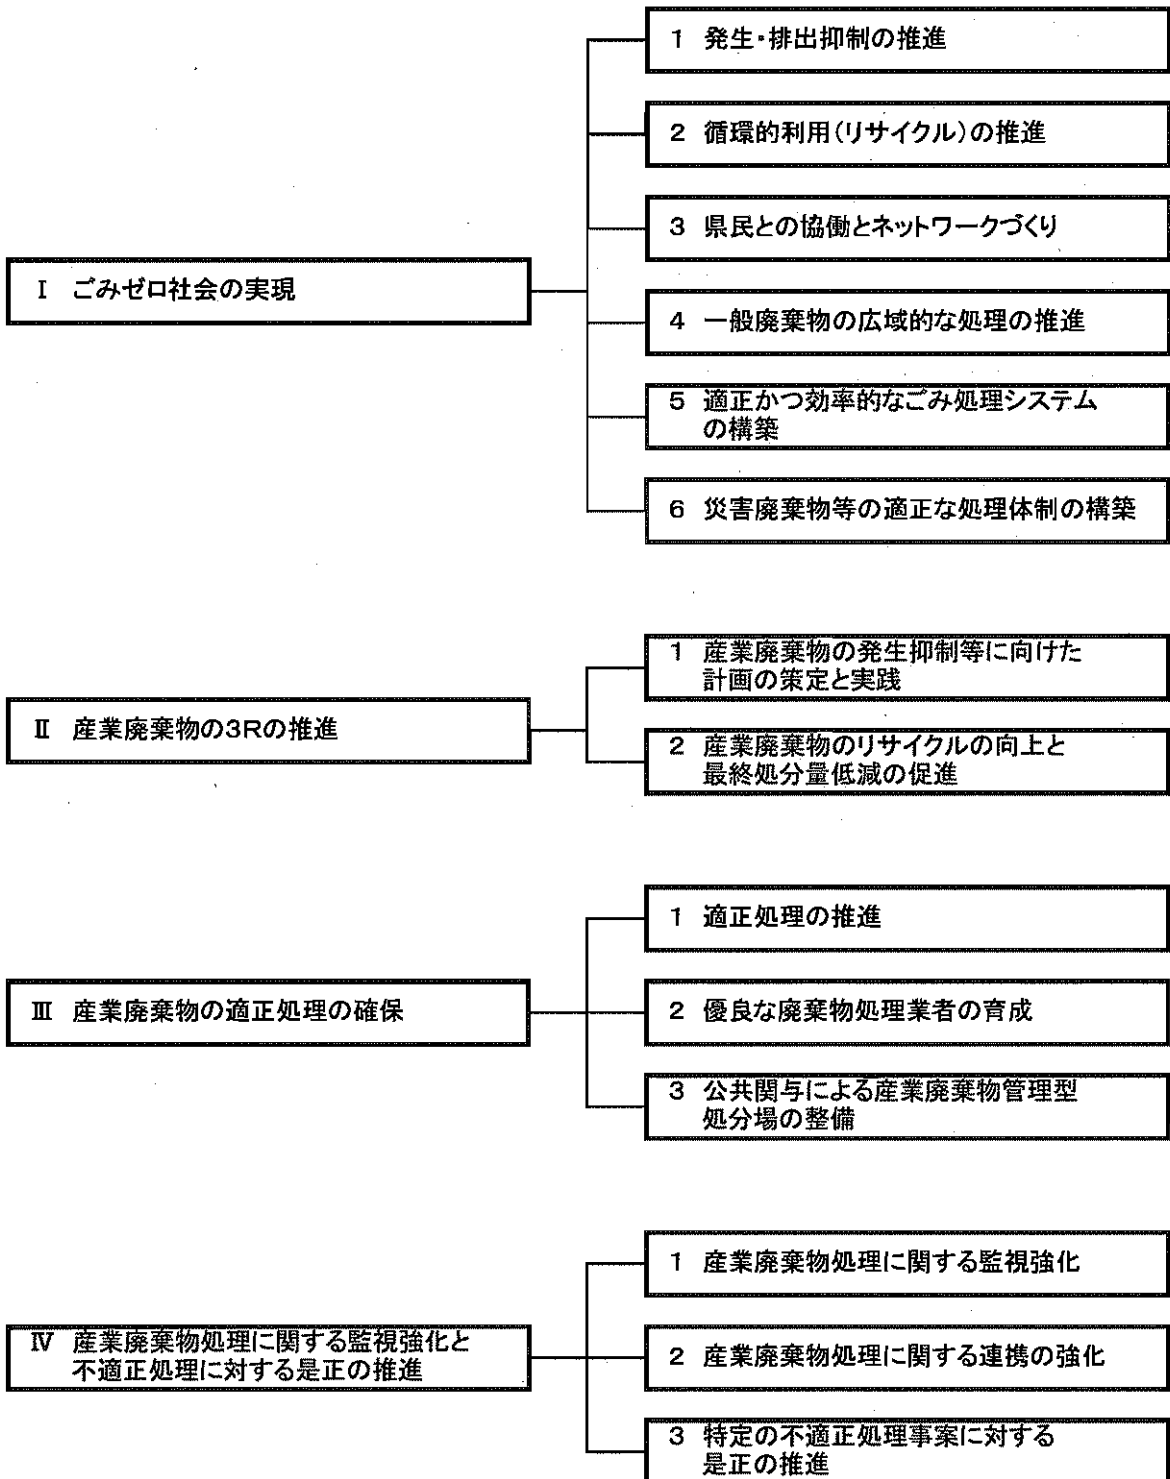 I ごみゼロ社会の実現
1 発生・排出抑制の推進
2 循環的利用（リサイクル）の推進
3 県民との協働とネットワークづくり
4 一般廃棄物の広域的な処理の推進
5 適正かつ効率的なごみ処理システム
の構築
6 災害廃棄物等の適正な処理体制の構築
Ⅱ 産業廃棄物の3Rの推進
1 産業廃棄物の発生抑制等に向けた
計画の策定と実践
2 産業廃棄物のリサイクルの向上と
最終処分量低減の促進
Ⅲ 産業廃棄物の適正処理の確保
1 適正処理の推進
2 優良な廃棄物処理業者の育成
3 公共関与による産業廃棄物管理型
処分場の整備
Ⅳ 産業廃棄物処理に関する監視強化と
不適正処理に対する是正の推進
1 産業廃棄物処理に関する監視強化
2 産業廃棄物処理に関する連携の強化
3 特定の不適正処理事案に対する
是正の推進